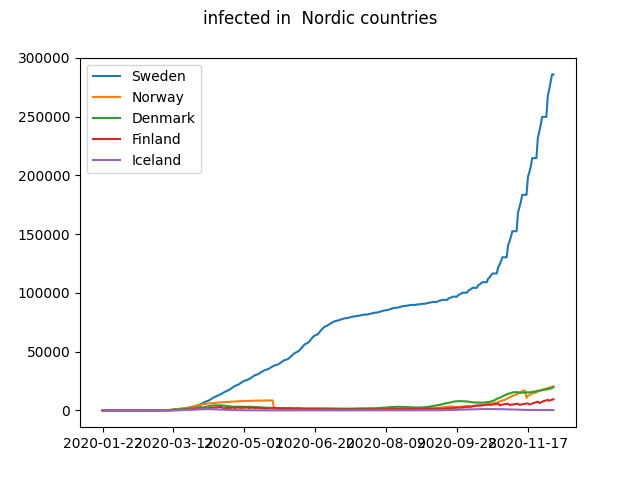 infected in  Nordic countries
300000
250000
200000
150000
100000
50000
0
Sweden
Norway
Denmark
Finland
Iceland
2020-01-22 2020-03-12 2020-05-01 2020-06-20 2020-08-09 2020-09-28 2020-11-17